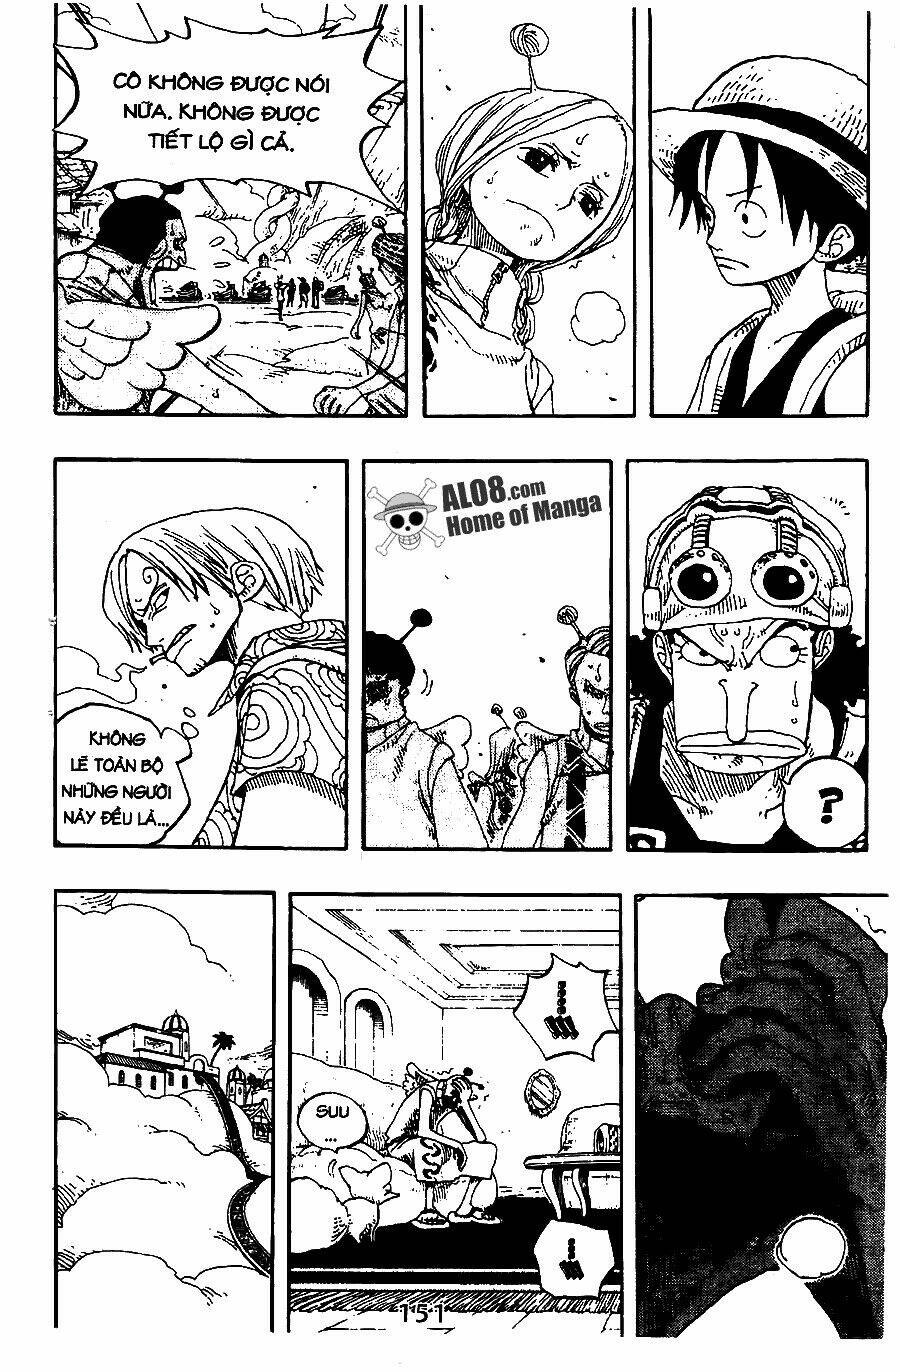 CÔ KHÔNG ĐƯỢC NÓI
NỮA. KHÔNG ĐƯỢC
TIẾT LỘ GÌ CẢ.
ALO8.com
Home of Manga
KHÔNG
LẼ TOÀN BỘ
NHỮNG NGƯỜI
NÀY ĐỀU LÀ...
?
...!!
SUU
...
...!!
151